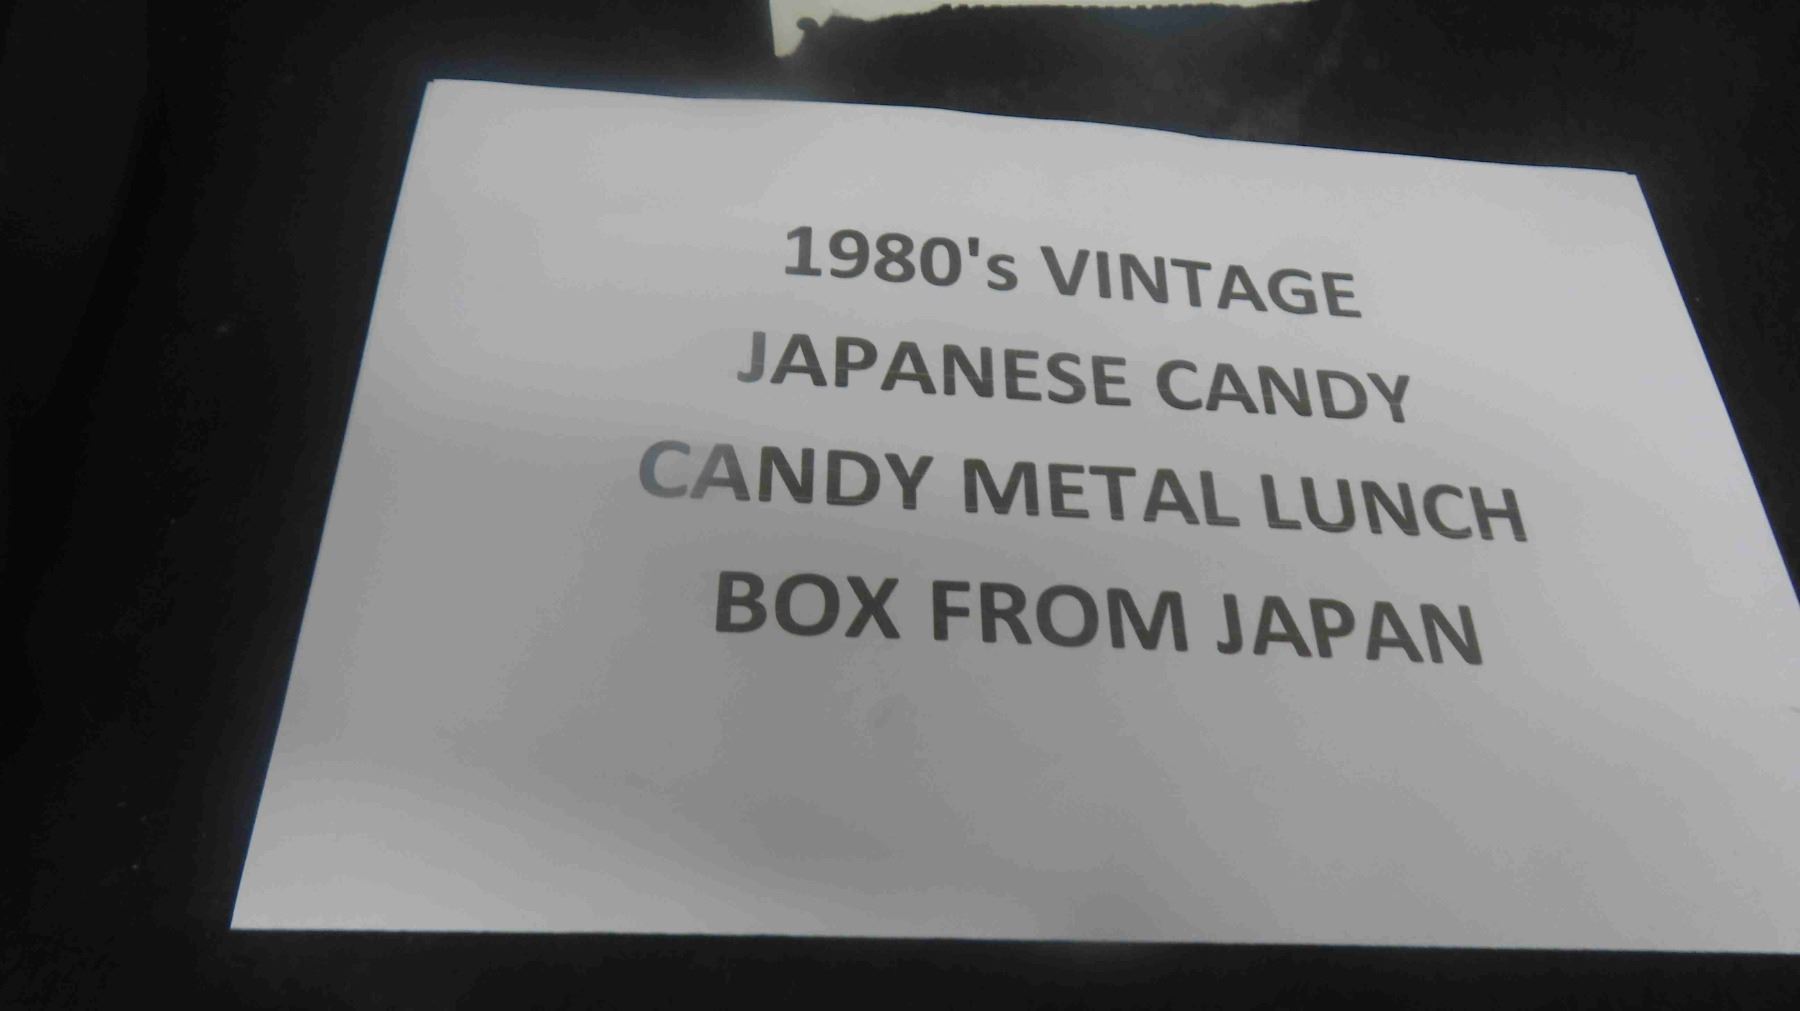 1980's VINTAGE
JAPANESE CANDY
CANDY METAL LUNCH
BOX FROM JAPAN